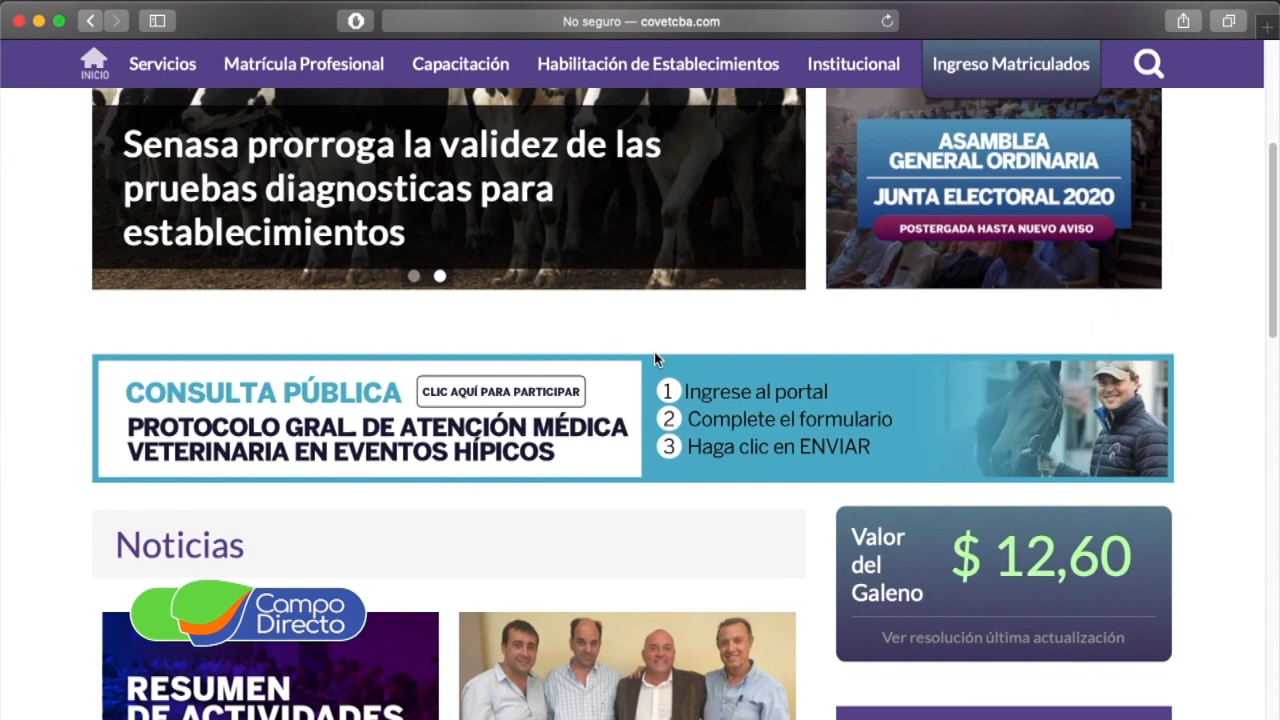 No seguro — covetcba.com
INICIO
Servicios
Matrícula Profesional
Capacitación
Habilitación de Establecimientos
Institucional
Ingreso Matriculados
Senasa prorroga la validez de las
pruebas diagnosticas para
establecimientos
ASAMBLEA
GENERAL ORDINARIA
JUNTA ELECTORAL 2020
POSTERGADA HASTA NUEVO AVISO
CONSULTA PÚBLICA
CLIC AQUÍ PARA PARTICIPAR
PROTOCOLO GRAL. DE ATENCIÓN MÉDICA
VETERINARIA EN EVENTOS HÍPICOS
1 Ingrese al portal
2 Complete el formulario
3 Haga clic en ENVIAR
Noticias
Valor
del
Galeno
$ 12,60
Ver resolución última actualización
Campo
Directo
RESUMEN
DE ACTIVIDADES